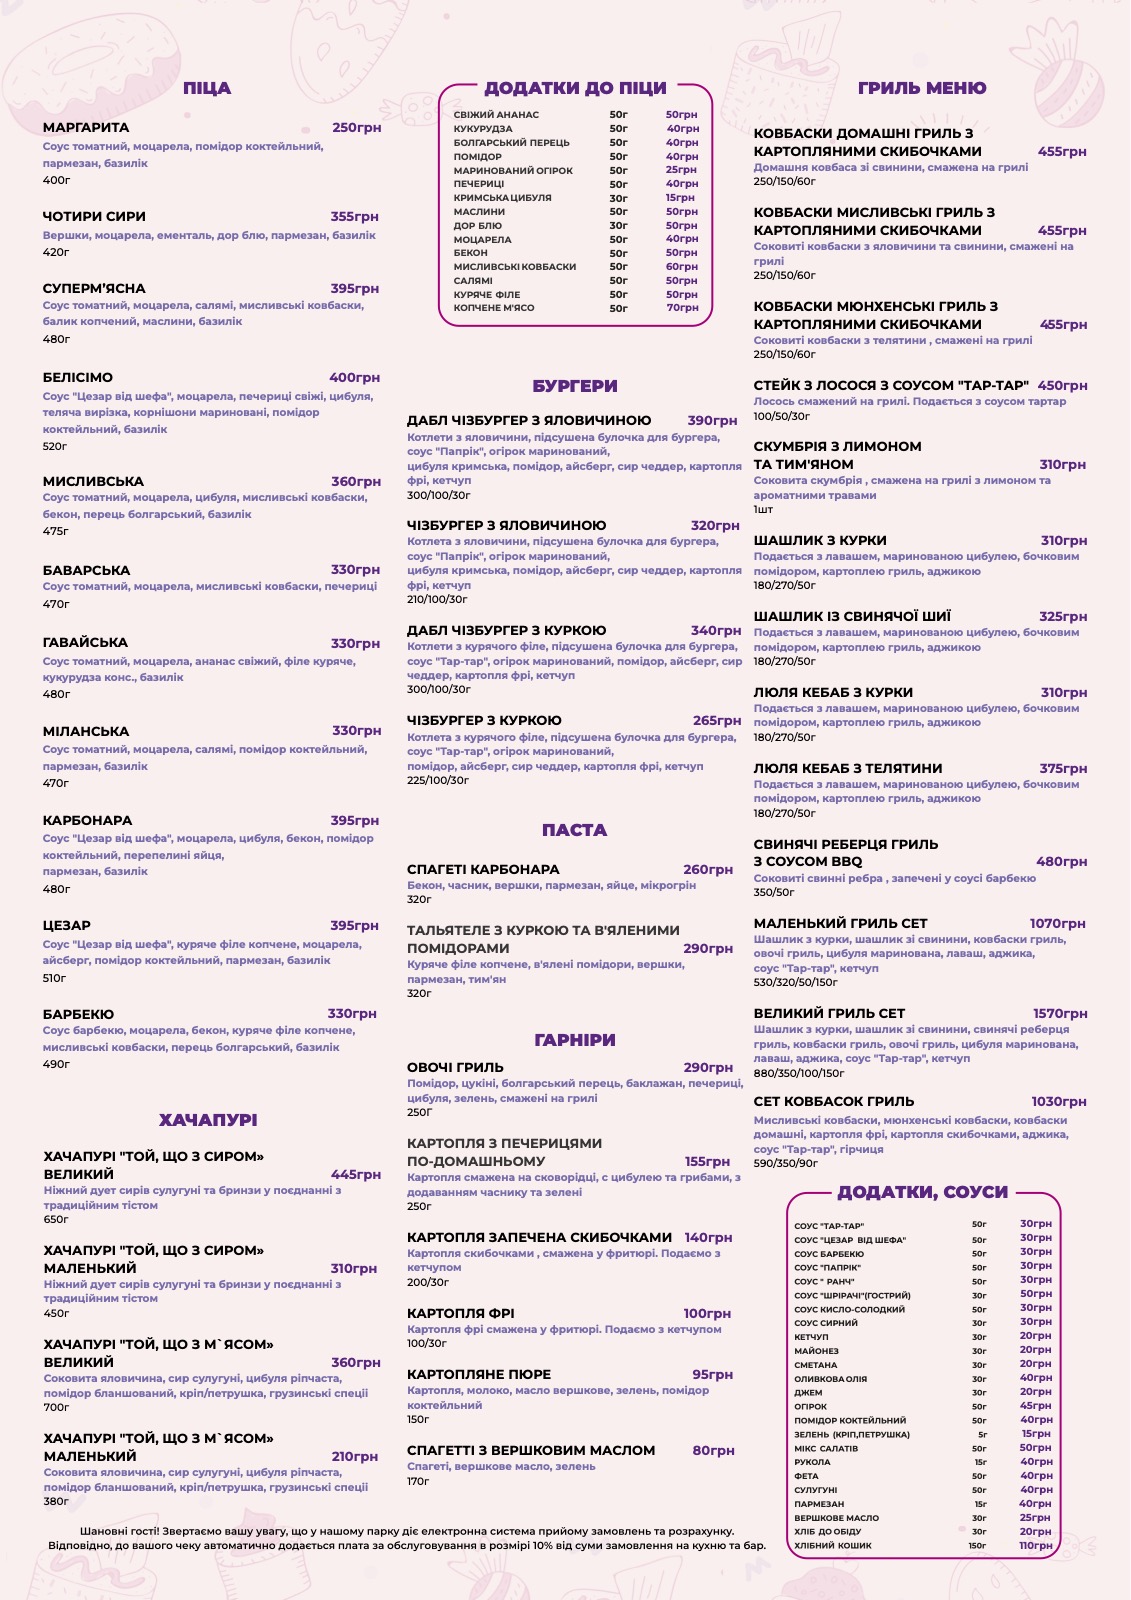 ПІЦА
МАРГАРИТА 250грн
Соус томатний, моцарела, помідор коктейльний,
пармезан, базилік
400г
ЧОТИРИ СИРИ 355грн
Вершки, моцарела, ементаль, дор блю, пармезан, базилік
420г
СУПЕРМ'ЯСНА 395грн
Соус томатний, моцарела, салямі, мисливські ковбаски,
балик копчений, маслини, базилік
480г
БЕЛІСІМО 400грн
Соус "Цезар від шефа", моцарела, печериці свіжі, цибуля,
теляча вирізка, корнішони мариновані, помідор
коктейльний, базилік
520г
МИСЛИВСЬКА 360грн
Соус томатний, моцарела, цибуля, мисливські ковбаски,
бекон, перець болгарський, базилік
475г
БАВАРСЬКА 330грн
Соус томатний, моцарела, мисливські ковбаски, печериці
470г
ГАВАЙСЬКА 330грн
Соус томатний, моцарела, ананас свіжий, філе куряче,
кукурудза конс., базилік
480г
МІЛАНСЬКА 330грн
Соус томатний, моцарела, салямі, помідор коктейльний,
пармезан, базилік
470г
КАРБОНАРА 395грн
Соус "Цезар від шефа", моцарела, цибуля, бекон, помідор
коктейльний, перепелині яйця,
пармезан, базилік
480г
ЦЕЗАР 395грн
Соус "Цезар від шефа", куряче філе копчене, моцарела,
айсберг, помідор коктейльний, пармезан, базилік
510г
БАРБЕКЮ 330грн
Соус барбекю, моцарела, бекон, куряче філе копчене,
мисливські ковбаски, перець болгарський, базилік
490г
ХАЧАПУРІ
ХАЧАПУРІ "ТОЙ, ЩО З СИРОМ»
ВЕЛИКИЙ 445грн
Ніжний дует сирів сулугуні та бринзи у поєднанні з
традиційним тістом
650г
ХАЧАПУРІ "ТОЙ, ЩО З СИРОМ»
МАЛЕНЬКИЙ 310грн
Ніжний дует сирів сулугуні та бринзи у поєднанні з
традиційним тістом
450г
ХАЧАПУРІ "ТОЙ, ЩО З М`ЯСОМ»
ВЕЛИКИЙ 360грн
Соковита яловичина, сир сулугуні, цибуля ріпчаста,
помідор бланшований, кріп/петрушка, грузинські спеції
700г
ХАЧАПУРІ "ТОЙ, ЩО З М`ЯСОМ»
МАЛЕНЬКИЙ 210грн
Соковита яловичина, сир сулугуні, цибуля ріпчаста,
помідор бланшований, кріп/петрушка, грузинські спеції
380г
ДОДАТКИ ДО ПІЦИ
СВІЖИЙ АНАНАС 50г 50грн
КУКУРУДЗА 50г 40грн
БОЛГАРСЬКИЙ ПЕРЕЦЬ 50г 40грн
ПОМІДОР 50г 40грн
МАРИНОВАНИЙ ОГІРОК 50г 25грн
ПЕЧЕРИЦІ 50г 40грн
КРИМСЬКА ЦИБУЛЯ 30г 15грн
МАСЛИНИ 50г 50грн
ДОР БЛЮ 30г 50грн
МОЦАРЕЛА 50г 40грн
БЕКОН 50г 50грн
МИСЛИВСЬКІ КОВБАСКИ 50г 60грн
САЛЯМІ 50г 50грн
КУРЯЧЕ ФІЛЕ 50г 50грн
КОПЧЕНЕ М'ЯСО 50г 70грн
БУРГЕРИ
ДАБЛ ЧІЗБУРГЕР З ЯЛОВИЧИНОЮ 390грн
Котлети з яловичини, підсушена булочка для бургера,
соус "Папрік", огірок маринований,
цибуля кримська, помідор, айсберг, сир чеддер, картопля
фрі, кетчуп
300/100/30г
ЧІЗБУРГЕР З ЯЛОВИЧИНОЮ 320грн
Котлета з яловичини, підсушена булочка для бургера,
соус "Папрік", огірок маринований,
цибуля кримська, помідор, айсберг, сир чеддер, картопля
фрі, кетчуп
210/100/30г
ДАБЛ ЧІЗБУРГЕР З КУРКОЮ 340грн
Котлети з курячого філе, підсушена булочка для бургера,
соус "Тар-тар", огірок маринований, помідор, айсберг, сир
чеддер, картопля фрі, кетчуп
300/100/30г
ЧІЗБУРГЕР З КУРКОЮ 265грн
Котлета з курячого філе, підсушена булочка для бургера,
соус "Тар-тар", огірок маринований,
помідор, айсберг, сир чеддер, картопля фрі, кетчуп
225/100/30г
ПАСТА
СПАГЕТІ КАРБОНАРА 260грн
Бекон, часник, вершки, пармезан, яйце, мікрогрін
320г
ТАЛЬЯТЕЛЕ З КУРКОЮ ТА В'ЯЛЕНИМИ
ПОМІДОРАМИ 290грн
Куряче філе копчене, в'ялені помідори, вершки,
пармезан, тим'ян
320г
ГАРНІРИ
ОВОЧІ ГРИЛЬ 290грн
Помідор, цукіні, болгарський перець, баклажан, печериці,
цибуля, зелень, смажені на грилі
250Г
КАРТОПЛЯ З ПЕЧЕРИЦЯМИ
ПО-ДОМАШНЬОМУ 155грн
Картопля смажена на сковорідці, с цибулею та грибами, з
додаванням часнику та зелені
250г
КАРТОПЛЯ ЗАПЕЧЕНА СКИБОЧКАМИ 140грн
Картопля скибочками , смажена у фритюрі. Подаємо з
кетчупом
200/30г
КАРТОПЛЯ ФРІ 100грн
Картопля фрі смажена у фритюрі. Подаємо з кетчупом
100/30г
КАРТОПЛЯНЕ ПЮРЕ 95грн
Картопля, молоко, масло вершкове, зелень, помідор
коктейльний
150г
СПАГЕТТІ З ВЕРШКОВИМ МАСЛОМ 80грн
Спагеті, вершкове масло, зелень
170г
ГРИЛЬ МЕНЮ
КОВБАСКИ ДОМАШНІ ГРИЛЬ З
КАРТОПЛЯНИМИ СКИБОЧКАМИ 455грн
Домашня ковбаса зі свинини, смажена на грилі
250/150/60г
КОВБАСКИ МИСЛИВСЬКІ ГРИЛЬ З
КАРТОПЛЯНИМИ СКИБОЧКАМИ 455грн
Соковиті ковбаски з яловичини та свинини, смажені на
грилі
250/150/60г
КОВБАСКИ МЮНХЕНСЬКІ ГРИЛЬ З
КАРТОПЛЯНИМИ СКИБОЧКАМИ 455грн
Соковиті ковбаски з телятини , смажені на грилі
250/150/60г
СТЕЙК З ЛОСОСЯ З СОУСОМ "ТАР-ТАР" 450грн
Лосось смажений на грилі. Подається з соусом тартар
100/50/30г
СКУМБРІЯ З ЛИМОНОМ
ТА ТИМ'ЯНОМ 310грн
Соковита скумбрія , смажена на грилі з лимоном та
ароматними травами
1шт
ШАШЛИК З КУРКИ 310грн
Подається з лавашем, маринованою цибулею, бочковим
помідором, картоплею гриль, аджикою
180/270/50г
ШАШЛИК ІЗ СВИНЯЧОЇ ШИЇ 325грн
Подається з лавашем, маринованою цибулею, бочковим
помідором, картоплею гриль, аджикою
180/270/50г
ЛЮЛЯ КЕБАБ З КУРКИ 310грн
Подається з лавашем, маринованою цибулею, бочковим
помідором, картоплею гриль, аджикою
180/270/50г
ЛЮЛЯ КЕБАБ З ТЕЛЯТИНИ 375грн
Подається з лавашем, маринованою цибулею, бочковим
помідором, картоплею гриль, аджикою
180/270/50г
СВИНЯЧІ РЕБЕРЦЯ ГРИЛЬ
З СОУСОМ BBQ 480грн
Соковиті свинні ребра , запечені у соусі барбекю
350/50г
МАЛЕНЬКИЙ ГРИЛЬ СЕТ 1070грн
Шашлик з курки, шашлик зі свинини, ковбаски гриль,
овочі гриль, цибуля маринована, лаваш, аджика,
соус "Тар-тар", кетчуп
530/320/50/150г
ВЕЛИКИЙ ГРИЛЬ СЕТ 1570грн
Шашлик з курки, шашлик зі свинини, свинячі реберця
гриль, ковбаски гриль, овочі гриль, цибуля маринована,
лаваш, аджика, соус "Тар-тар", кетчуп
880/350/100/150г
СЕТ КОВБАСОК ГРИЛЬ 1030грн
Мисливські ковбаски, мюнхенські ковбаски, ковбаски
домашні, картопля фрі, картопля скибочками, аджика,
соус "Тар-тар", гірчиця
590/350/90г
ДОДАТКИ, СОУСИ
СОУС "ТАР-ТАР" 50г 30грн
СОУС "ЦЕЗАР ВІД ШЕФА" 50г 30грн
СОУС БАРБЕКЮ 50г 30грн
СОУС "ПАПРІК" 50г 30грн
СОУС " РАНЧ" 50г 30грн
СОУС "ШРІРАЧІ"(ГОСТРИЙ) 30г 50грн
СОУС КИСЛО-СОЛОДКИЙ 50г 30грн
СОУС СИРНИЙ 30г 30грн
КЕТЧУП 30г 20грн
МАЙОНЕЗ 30г 20грн
СМЕТАНА 30г 20грн
ОЛИВКОВА ОЛІЯ 30г 40грн
ДЖЕМ 30г 20грн
ОГІРОК 50г 45грн
ПОМІДОР КОКТЕЙЛЬНИЙ 50г 40грн
ЗЕЛЕНЬ (КРІП,ПЕТРУШКА) 5г 15грн
МІКС САЛАТІВ 50г 50грн
РУКОЛА 15г 40грн
ФЕТА 50г 40грн
СУЛУГУНІ 50г 40грн
ПАРМЕЗАН 15г 40грн
ВЕРШКОВЕ МАСЛО 30г 25грн
ХЛІБ ДО ОБІДУ 30г 20грн
ХЛІБНИЙ КОШИК 150г 110грн
Шановні гості! Звертаємо вашу увагу, що у нашому парку діє електронна система прийому замовлень та розрахунку.
Відповідно, до вашого чеку автоматично додається плата за обслуговування в розмірі 10% від суми замовлення на кухню та бар.